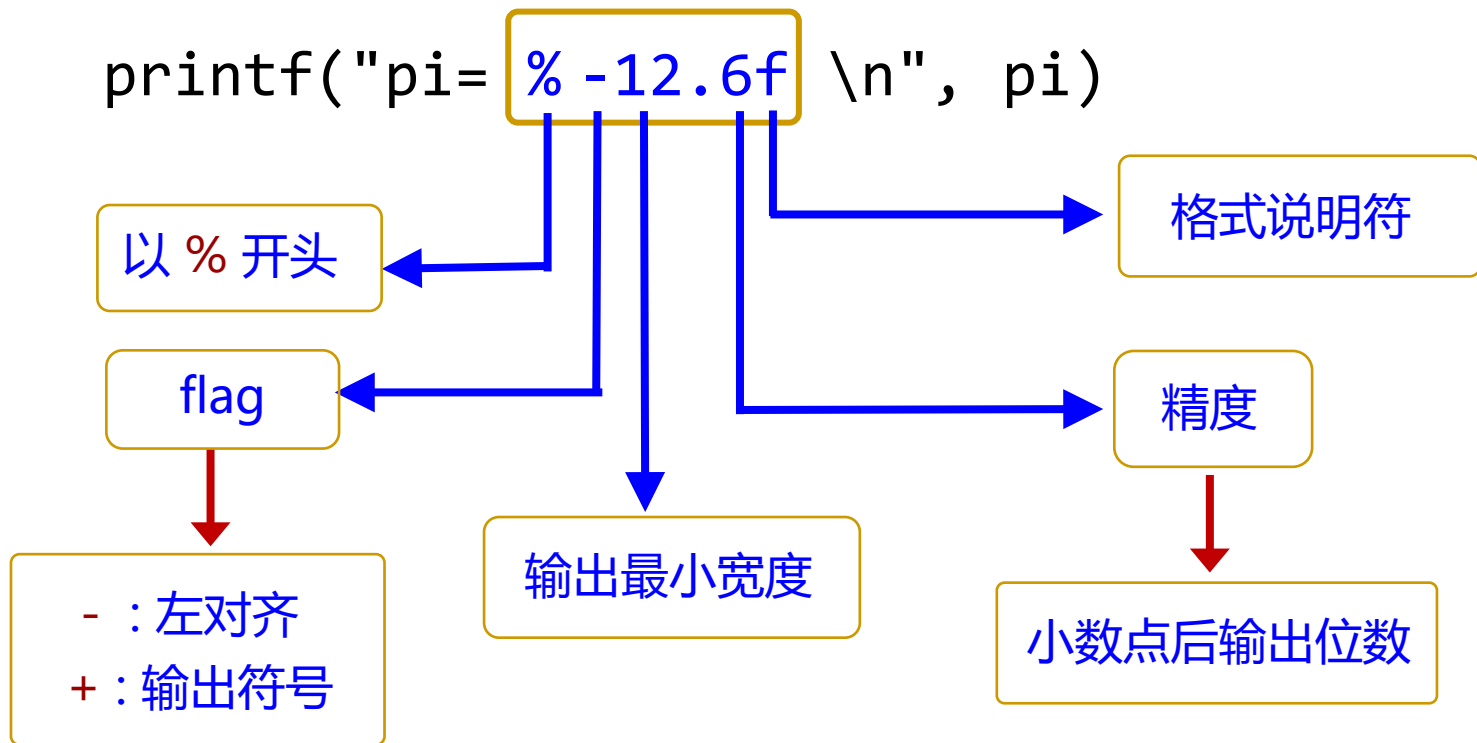 printf("pi= % -12.6f \n", pi)
格式说明符
以 % 开头
flag
精度
输出最小宽度
- : 左对齐
+ : 输出符号
小数点后输出位数